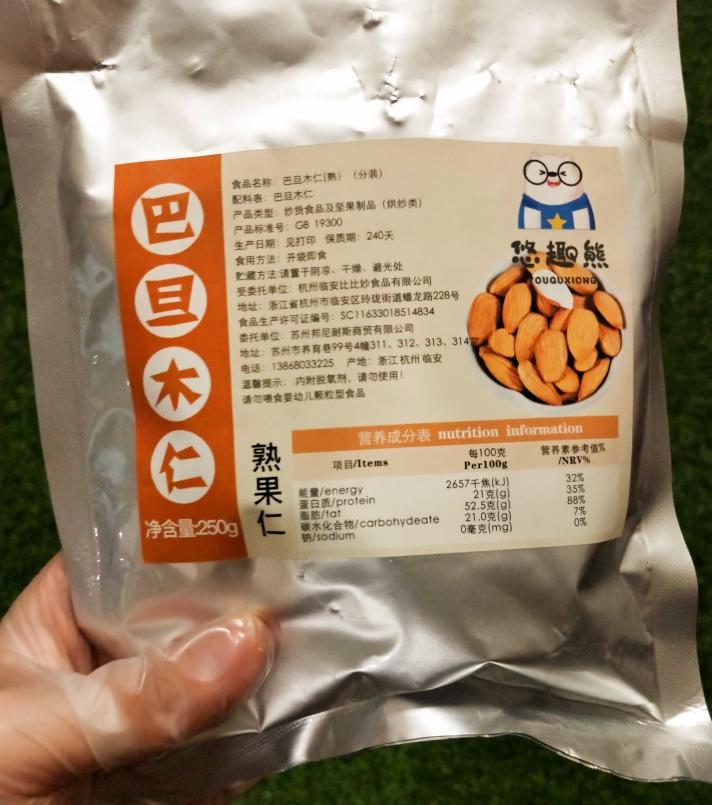 巴旦木仁
净含量:250g
食品名称：巴旦木仁(熟)（分装）
配料表：巴旦木仁
产品类型：炒货食品及坚果制品（烘炒类）
产品标准号：GB 19300
生产日期：见打印 保质期：240天
食用方法：开袋即食
贮藏方法:请置于阴凉、干燥、避光处
受委托单位：杭州临安比比妙食品有限公司
地址：浙江省杭州市临安区玲珑街道蟠龙路228号
食品生产许可证编号：SC11633018514834
委托单位：苏州邦尼耐斯商贸有限公司
地址：苏州市养育巷99号4幢311、312、313、314室
电话：13868033225 产地：浙江 杭州 临安
温馨提示：内附脱氧剂，请勿使用！
请勿喂食婴幼儿颗粒型食品
悠趣熊
YOUQUXIONG
熟果仁
营养成分表 nutrition information
项目/Items 每100克 Per100g 营养素参考值% /NRV%
能量/energy 2657千焦(kJ) 32%
蛋白质/protein 21克(g) 35%
脂肪/fat 52.5克(g) 88%
碳水化合物/carbohydeate 21.0克(g) 7%
钠/sodium 0毫克(mg) 0%